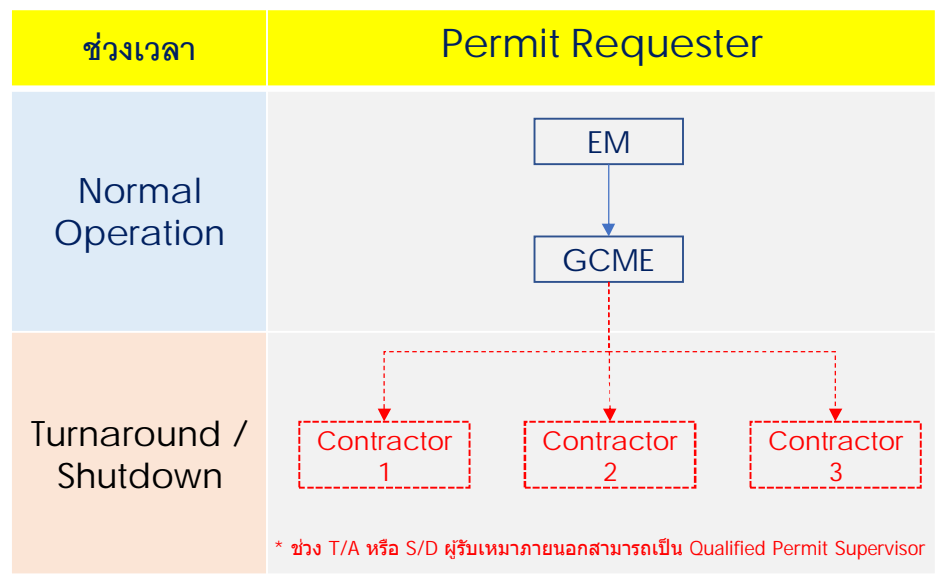 ช่วงเวลา
Permit Requester
Normal
Operation
EM
GCME
Turnaround /
Shutdown
Contractor
1
Contractor
2
Contractor
3
* ช่วง T/A หรือ S/D ผู้รับเหมาภายนอกสามารถเป็น Qualified Permit Supervisor